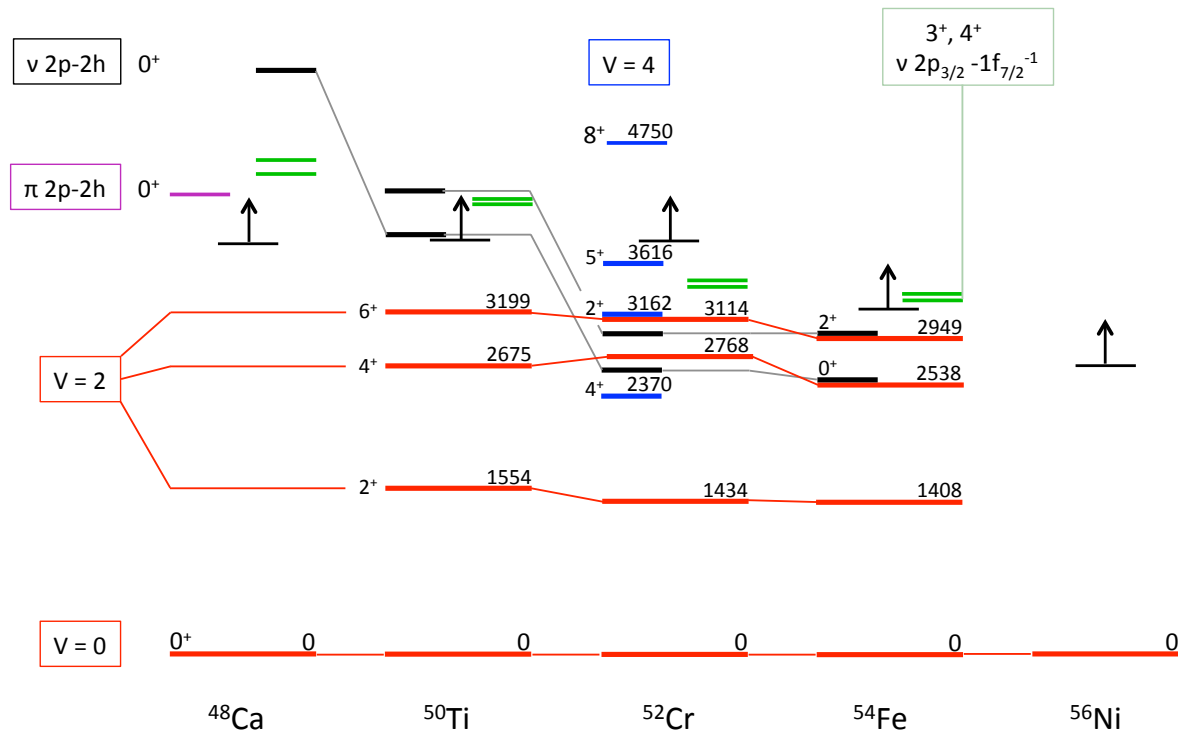 ν 2p-2h 0⁺
V = 4
3⁺, 4⁺
ν 2p₃/₂ -1f₇/₂⁻¹
8⁺ 4750
π 2p-2h 0⁺
5⁺ 3616
6⁺ 3199
2⁺ 3162
3114
2⁺ 2949
V = 2
4⁺ 2675
2768
4⁺ 2370
0⁺ 2538
2⁺ 1554
1434
1408
V = 0
0⁺ 0
0
0
0
0
⁴⁸Ca ⁵⁰Ti ⁵²Cr ⁵⁴Fe ⁵⁶Ni